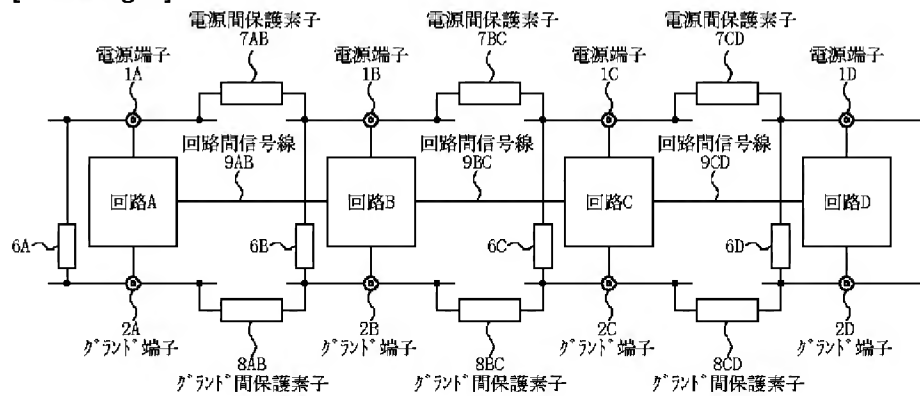 電源間保護素子
7AB
電源間保護素子
7BC
電源間保護素子
7CD
電源端子
1A
電源端子
1B
電源端子
1C
電源端子
1D
回路間信号線
9AB
回路間信号線
9BC
回路間信号線
9CD
回路A
回路B
回路C
回路D
6A
6B
6C
6D
2A
グランド端子
2B
グランド端子
2C
グランド端子
2D
グランド端子
8AB
グランド間保護素子
8BC
グランド間保護素子
8CD
グランド間保護素子